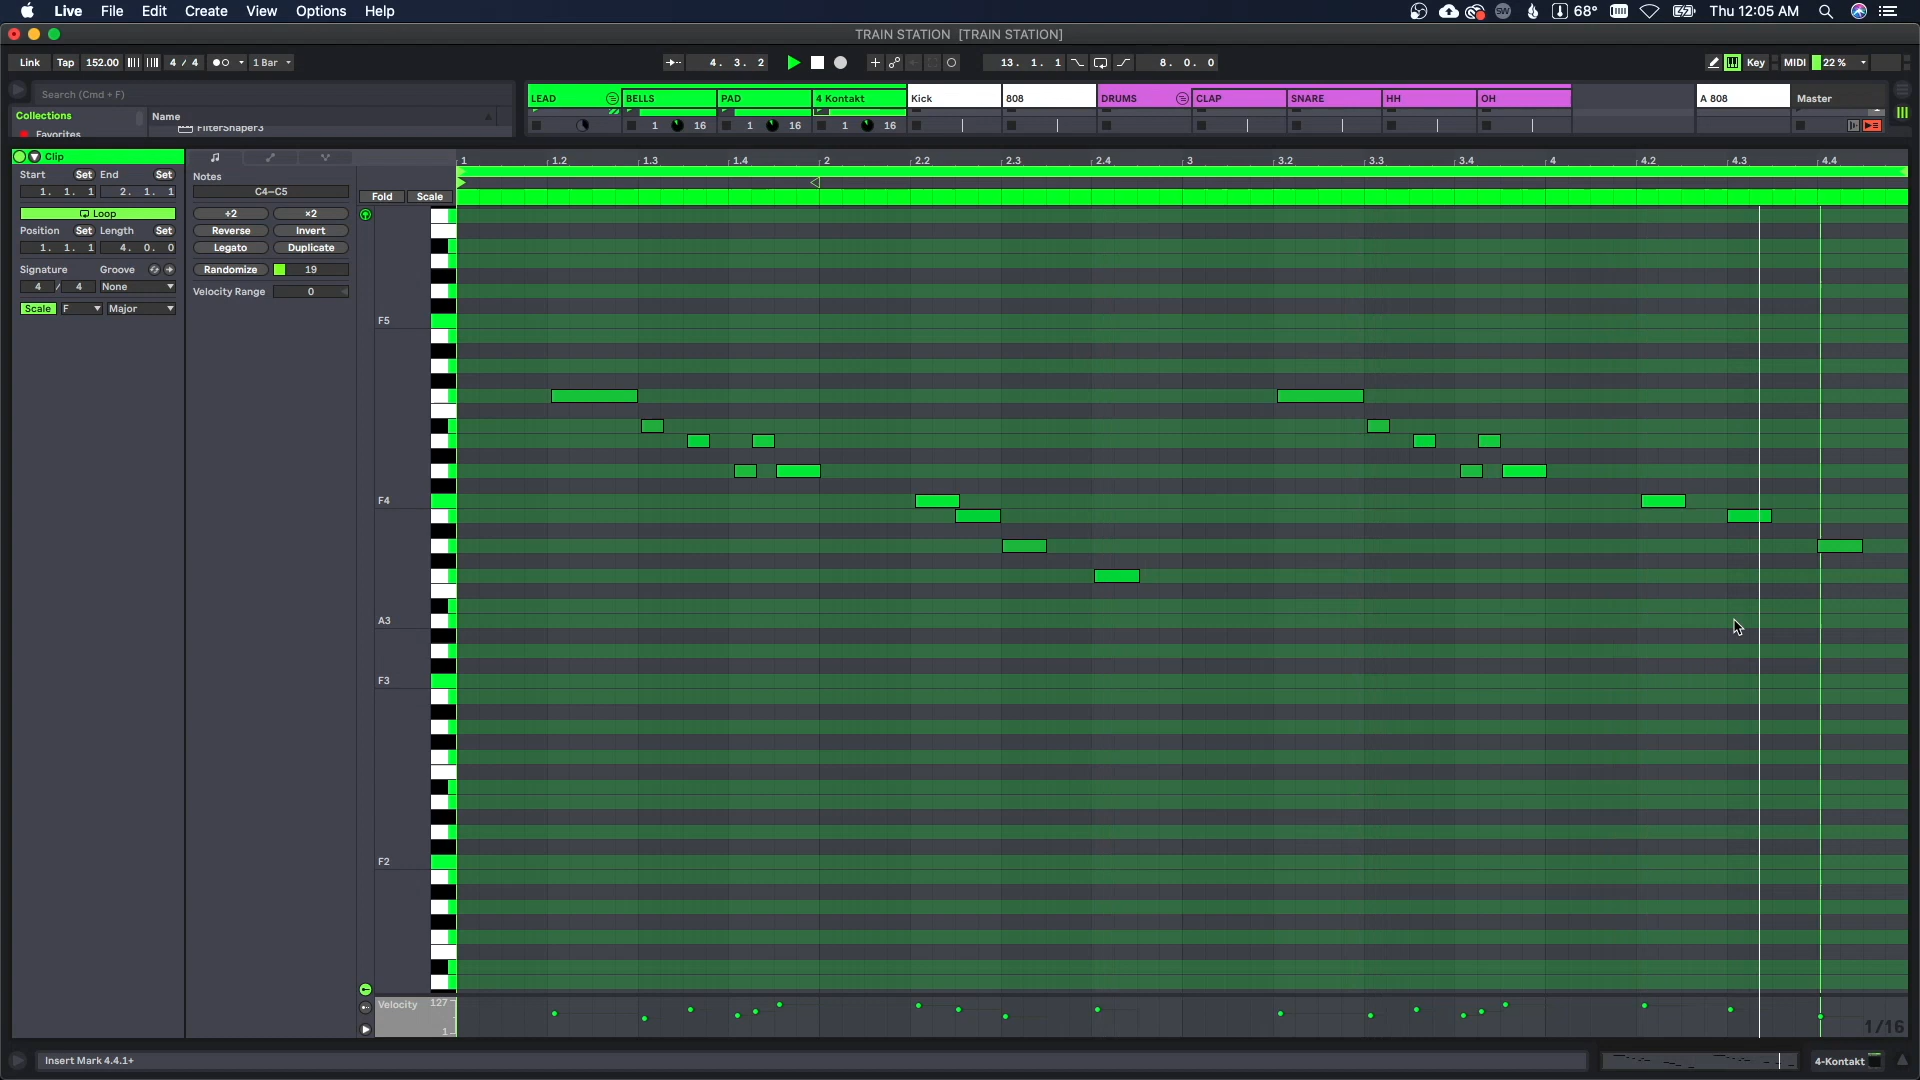 Live File Edit Create View Options Help 68° Thu 12:05 AM
TRAIN STATION [TRAIN STATION]
Link Tap 152.00 4 / 4 1 Bar 4. 3. 2 13. 1. 1 8. 0. 0 Key MIDI 22 %
Search (Cmd + F)
LEAD BELLS PAD 4 Kontakt Kick 808 DRUMS CLAP SNARE HH OH A 808 Master
Collections Name
Favorites FilterShaper3
1 16 1 16 1 16
Clip
1 1.2 1.3 1.4 2 2.2 2.3 2.4 3 3.2 3.3 3.4 4 4.2 4.3 4.4
Start Set End Set Notes
1. 1. 1 2. 1. 1 C4–C5
Fold Scale
Loop ÷2 ×2
Position Set Length Set Reverse Invert
1. 1. 1 4. 0. 0 Legato Duplicate
Signature Groove Randomize 19
4 / 4 None Velocity Range 0
Scale F Major
F5
F4
A3
F3
F2
Velocity 127
1
1/16
Insert Mark 4.4.1+ 4-Kontakt